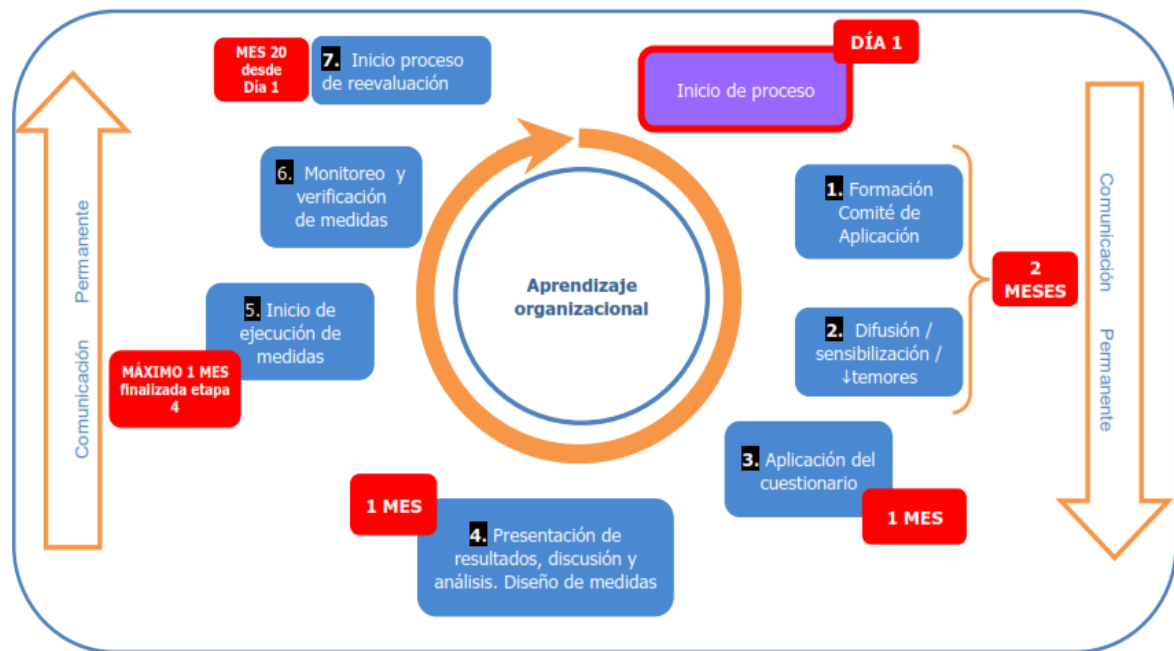 DÍA 1
Inicio de proceso
1. Formación
Comité de
Aplicación
2. Difusión /
sensibilización /
↓temores
2
MESES
3. Aplicación del
cuestionario
1 MES
4. Presentación de
resultados, discusión y
análisis. Diseño de medidas
1 MES
5. Inicio de
ejecución de
medidas
MÁXIMO 1 MES
finalizada etapa
4
6. Monitoreo y
verificación
de medidas
7. Inicio proceso
de reevaluación
MES 20
desde
Día 1
Aprendizaje
organizacional
Comunicación Permanente
Comunicación Permanente